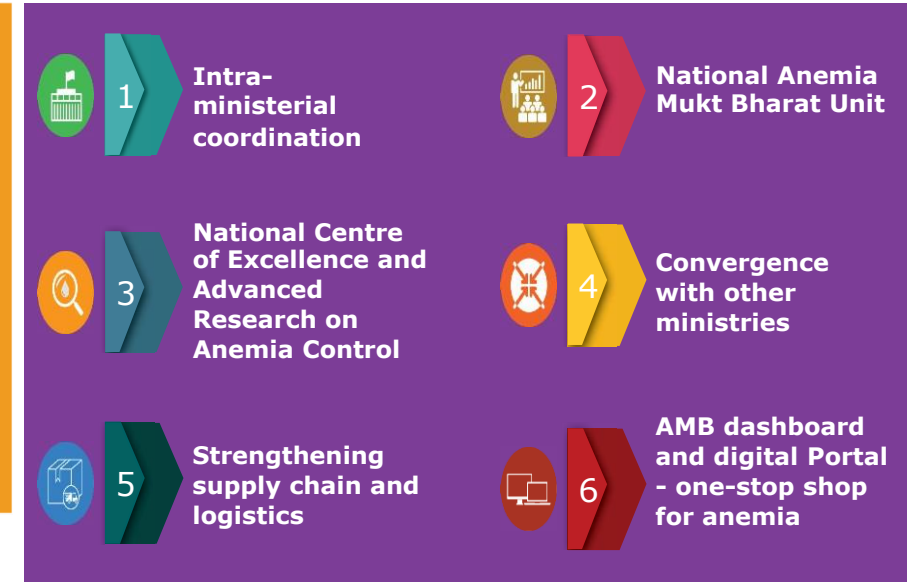 1
Intra-
ministerial
coordination
2
National Anemia
Mukt Bharat Unit
3
National Centre
of Excellence and
Advanced
Research on
Anemia Control
4
Convergence
with other
ministries
5
Strengthening
supply chain and
logistics
6
AMB dashboard
and digital Portal
- one-stop shop
for anemia